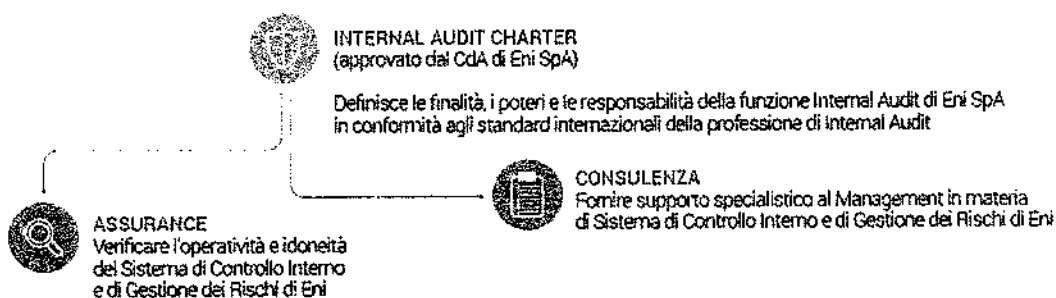 INTERNAL AUDIT CHARTER
(approvato dal CdA di Eni SpA)
Definisce le finalità, i poteri e le responsabilità della funzione Internal Audit di Eni SpA
in conformità agli standard internazionali della professione di Internal Audit
CONSULENZA
Fornire supporto specialistico al Management in materia
di Sistema di Controllo Interno e di Gestione dei Rischi di Eni
ASSURANCE
Verificare l'operatività e idoneità
del Sistema di Controllo Interno
e di Gestione dei Rischi di Eni